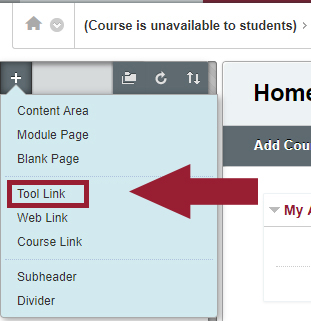 (Course is unavailable to students)
Home
Add Cou
My A
Content Area
Module Page
Blank Page
Tool Link
Web Link
Course Link
Subheader
Divider